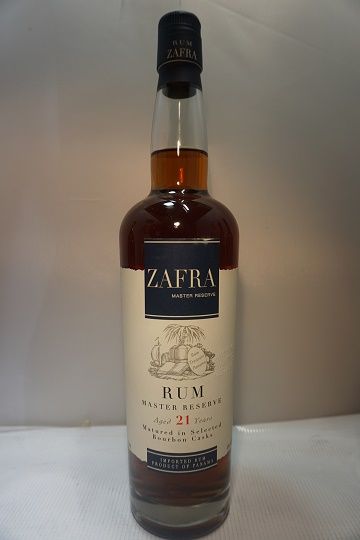 RUM
ZAFRA
ZAFRA
MASTER RESERVE
RUM
MASTER RESERVE
Aged 21 Years
Matured in Selected
Bourbon Casks
IMPORTED RUM
PRODUCT OF PANAMA